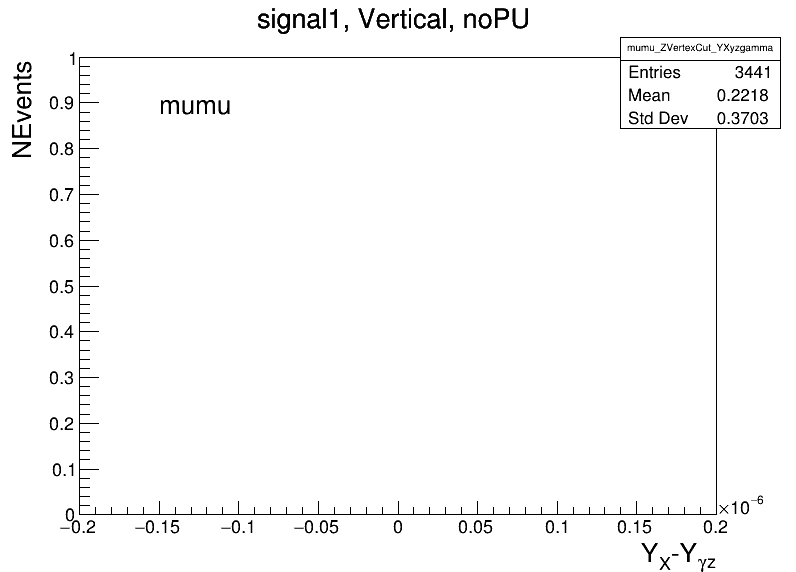 signal1, Vertical, noPU
mumu_ZVertexCut_YXyzgamma
Entries 3441
Mean 0.2218
Std Dev 0.3703
NEvents
mumu
1
0.9
0.8
0.7
0.6
0.5
0.4
0.3
0.2
0.1
0
−0.2 −0.15 −0.1 −0.05 0 0.05 0.1 0.15 0.2
×10⁻⁶
Y_X-Y_γz